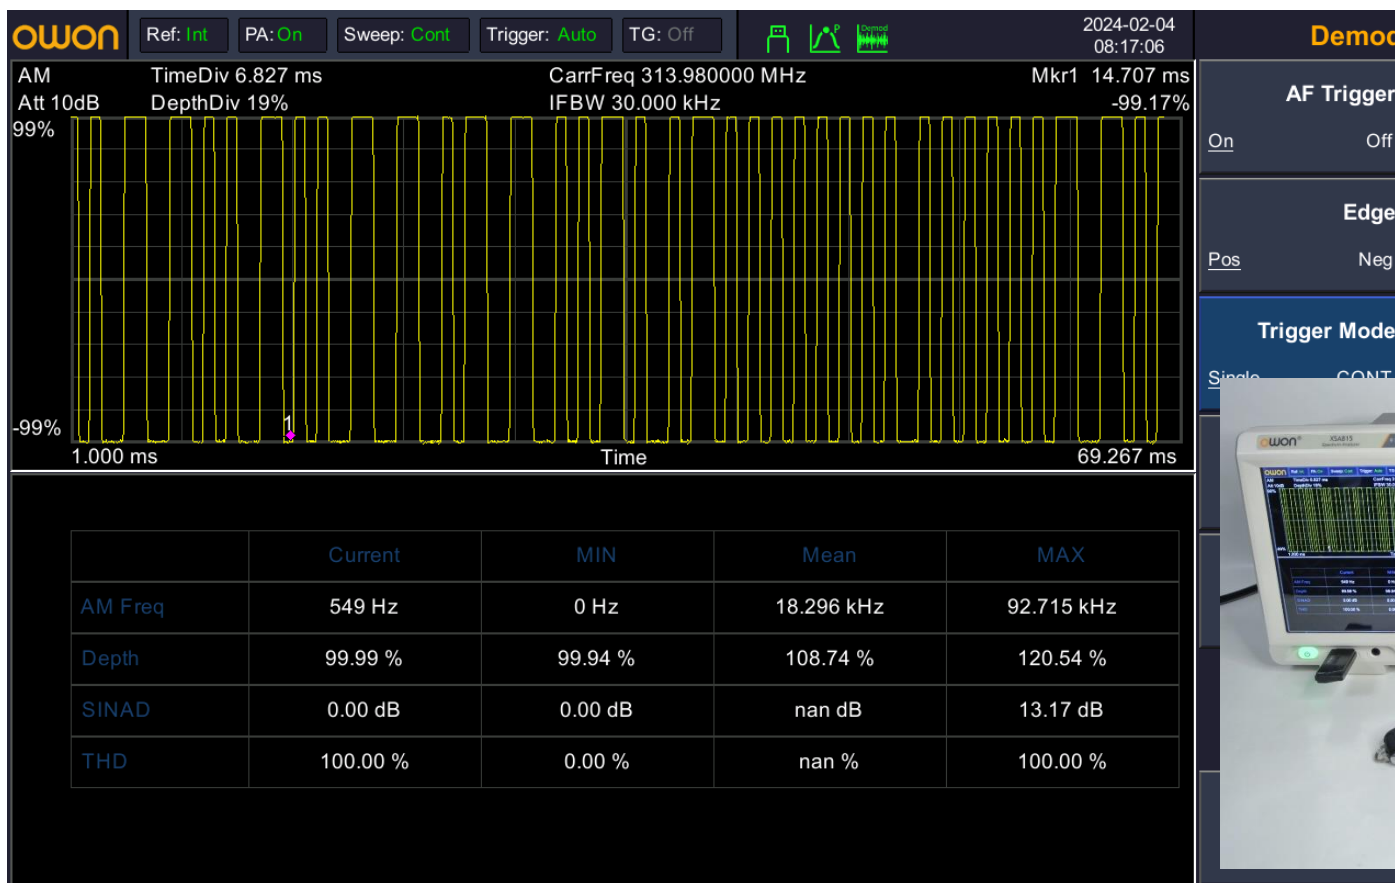 owon Ref: Int PA: On Sweep: Cont Trigger: Auto TG: Off P Demod 2024-02-04
08:17:06
AM TimeDiv 6.827 ms CarrFreq 313.980000 MHz Mkr1 14.707 ms
Att 10dB DepthDiv 19% IFBW 30.000 kHz -99.17%
99%
1
-99%
1.000 ms Time 69.267 ms
Current MIN Mean MAX
AM Freq 549 Hz 0 Hz 18.296 kHz 92.715 kHz
Depth 99.99 % 99.94 % 108.74 % 120.54 %
SINAD 0.00 dB 0.00 dB nan dB 13.17 dB
THD 100.00 % 0.00 % nan % 100.00 %
Demod
AF Trigger
On Off
Edge
Pos Neg
Trigger Mode
Single CONT
owon XSA815